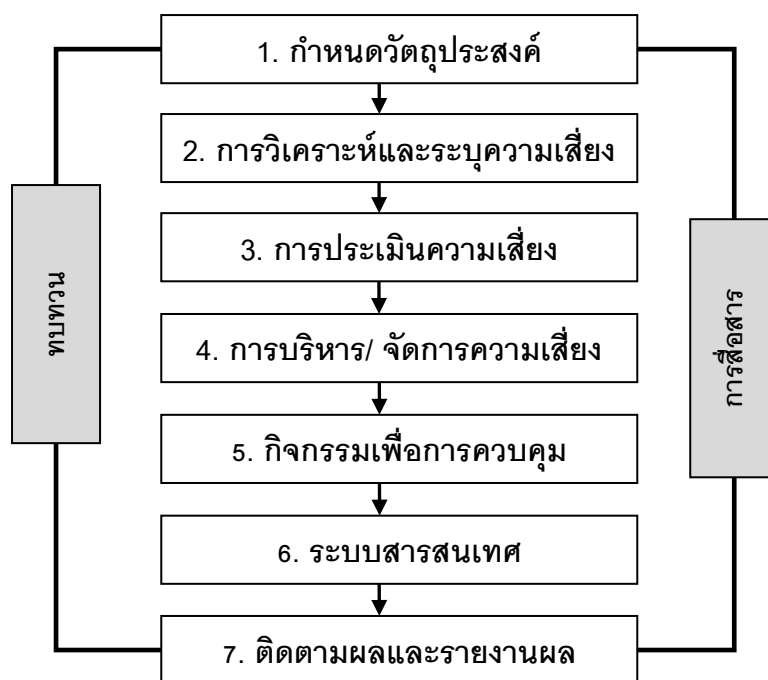 1. กำหนดวัตถุประสงค์
2. การวิเคราะห์และระบุความเสี่ยง
3. การประเมินความเสี่ยง
4. การบริหาร/ จัดการความเสี่ยง
5. กิจกรรมเพื่อการควบคุม
6. ระบบสารสนเทศ
7. ติดตามผลและรายงานผล
ทบทวน
การสื่อสาร